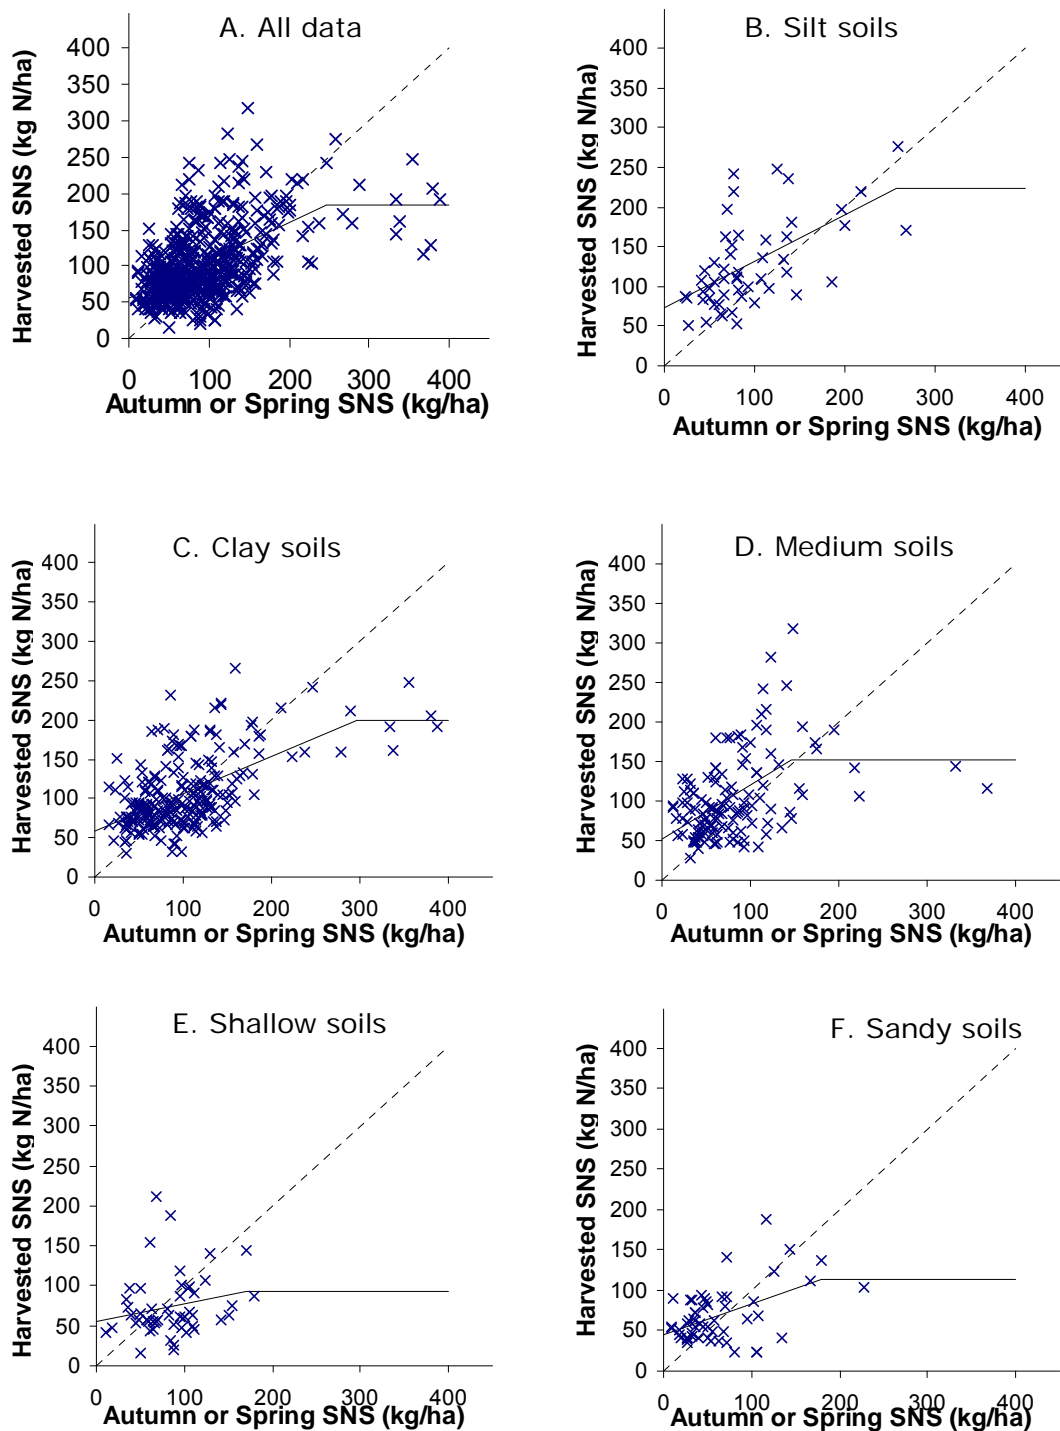 A. All data
Harvested SNS (kg N/ha)
400
350
300
250
200
150
100
50
0
0 100 200 300 400
Autumn or Spring SNS (kg/ha)
B. Silt soils
Harvested SNS (kg N/ha)
400
350
300
250
200
150
100
50
0
0 100 200 300 400
Autumn or Spring SNS (kg/ha)
C. Clay soils
Harvested SNS (kg N/ha)
400
350
300
250
200
150
100
50
0
0 100 200 300 400
Autumn or Spring SNS (kg/ha)
D. Medium soils
Harvested SNS (kg N/ha)
400
350
300
250
200
150
100
50
0
0 100 200 300 400
Autumn or Spring SNS (kg/ha)
E. Shallow soils
Harvested SNS (kg N/ha)
400
350
300
250
200
150
100
50
0
0 100 200 300 400
Autumn or Spring SNS (kg/ha)
F. Sandy soils
Harvested SNS (kg N/ha)
400
350
300
250
200
150
100
50
0
0 100 200 300 400
Autumn or Spring SNS (kg/ha)